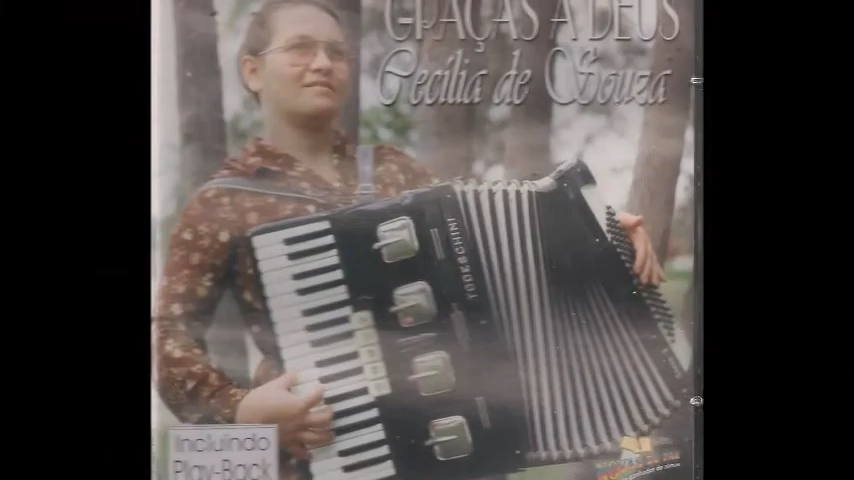 GRAÇAS A DEUS
Cecília de Souza
TODESCHINI
Incluindo
Play-Back